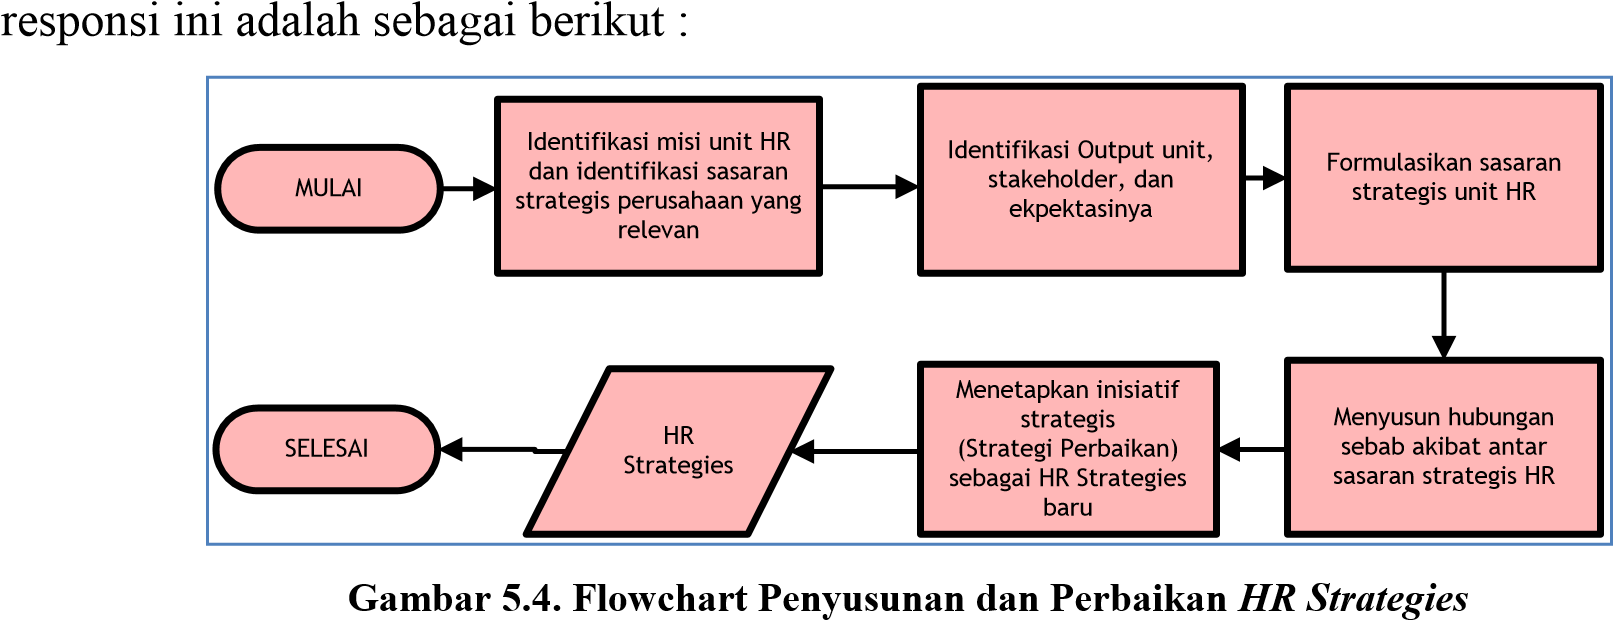 responsi ini adalah sebagai berikut :
MULAI
Identifikasi misi unit HR
dan identifikasi sasaran
strategis perusahaan yang
relevan
Identifikasi Output unit,
stakeholder, dan
ekpektasinya
Formulasikan sasaran
strategis unit HR
Menyusun hubungan
sebab akibat antar
sasaran strategis HR
Menetapkan inisiatif
strategis
(Strategi Perbaikan)
sebagai HR Strategies
baru
HR
Strategies
SELESAI
Gambar 5.4. Flowchart Penyusunan dan Perbaikan HR Strategies